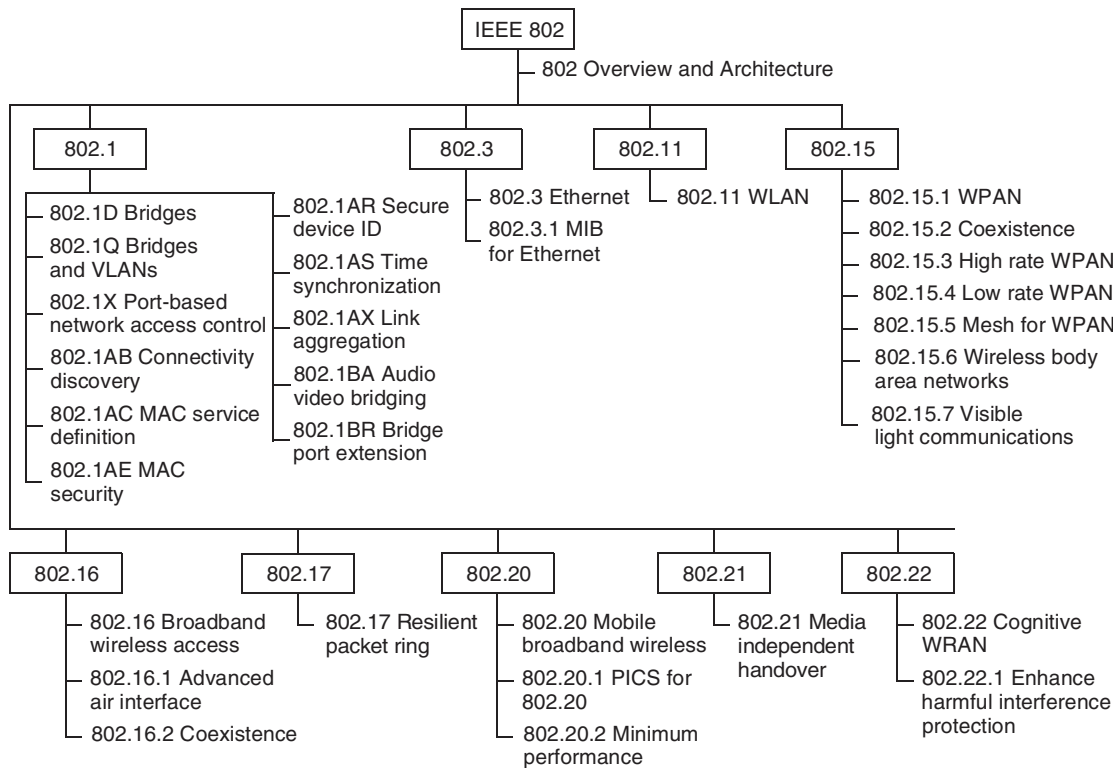 IEEE 802
802 Overview and Architecture
802.1
802.1D Bridges
802.1Q Bridges
and VLANs
802.1X Port-based
network access control
802.1AB Connectivity
discovery
802.1AC MAC service
definition
802.1AE MAC
security
802.1AR Secure
device ID
802.1AS Time
synchronization
802.1AX Link
aggregation
802.1BA Audio
video bridging
802.1BR Bridge
port extension
802.3
802.3 Ethernet
802.3.1 MIB
for Ethernet
802.11
802.11 WLAN
802.15
802.15.1 WPAN
802.15.2 Coexistence
802.15.3 High rate WPAN
802.15.4 Low rate WPAN
802.15.5 Mesh for WPAN
802.15.6 Wireless body
area networks
802.15.7 Visible
light communications
802.16
802.16 Broadband
wireless access
802.16.1 Advanced
air interface
802.16.2 Coexistence
802.17
802.17 Resilient
packet ring
802.20
802.20 Mobile
broadband wireless
802.20.1 PICS for
802.20
802.20.2 Minimum
performance
802.21
802.21 Media
independent
handover
802.22
802.22 Cognitive
WRAN
802.22.1 Enhance
harmful interference
protection